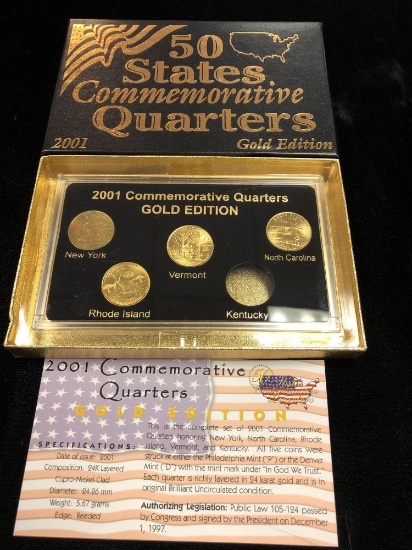 50
States
Commemorative
Quarters
2001
Gold Edition
2001 Commemorative Quarters
GOLD EDITION
New York
Vermont
North Carolina
Rhode Island
Kentucky
2001 Commemorative
Quarters
GOLD EDITION
SPECIFICATIONS:
Date of Issue: 2001
Composition: 24K Layered
Cupro-Nickel Clad
Diameter: 24.26 mm
Weight: 5.67 grams
Edge: Reeded
This is the complete set of 2001 Commemorative
Quarters honoring New York, North Carolina, Rhode
Island, Vermont, and Kentucky. All five coins were
struck at either the Philadelphia Mint ("P") or the Denver
Mint ("D") with the mint mark under "In God We Trust."
Each quarter is richly layered in 24 karat gold and is in
original Brilliant Uncirculated condition.
Authorizing Legislation: Public Law 105-124 passed
by Congress and signed by the President on December
1, 1997.